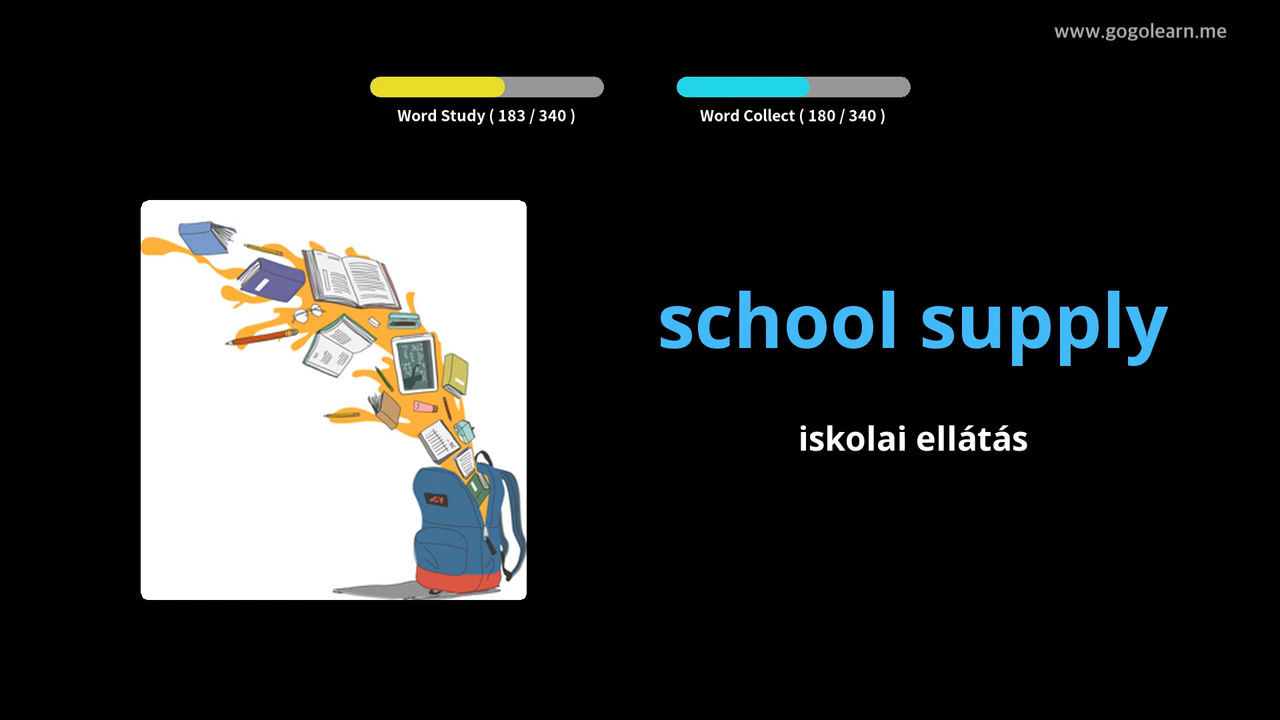 www.gogolearn.me
Word Study ( 183 / 340 )
Word Collect ( 180 / 340 )
school supply
iskolai ellátás